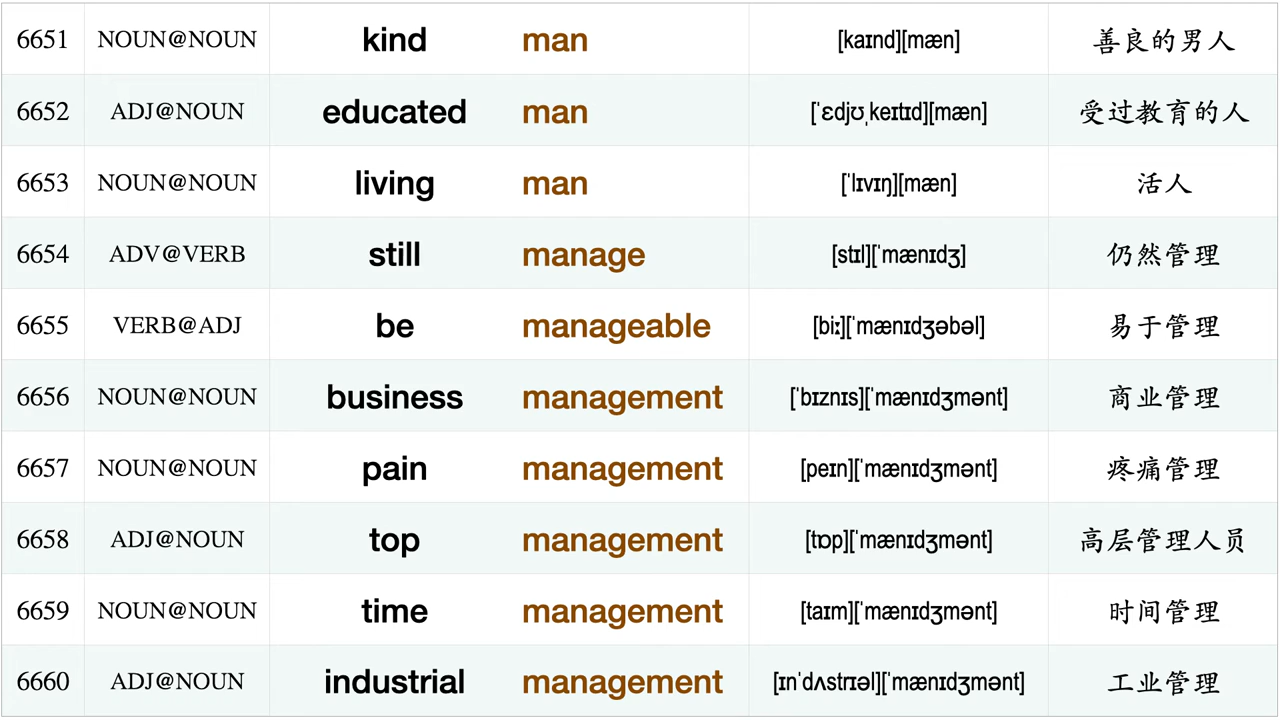 6651 NOUN@NOUN kind man [kaɪnd][mæn] 善良的男人
6652 ADJ@NOUN educated man [ˈɛdjʊˌkeɪtɪd][mæn] 受过教育的人
6653 NOUN@NOUN living man [ˈlɪvɪŋ][mæn] 活人
6654 ADV@VERB still manage [stɪl][ˈmænɪdʒ] 仍然管理
6655 VERB@ADJ be manageable [biː][ˈmænɪdʒəbəl] 易于管理
6656 NOUN@NOUN business management [ˈbɪznɪs][ˈmænɪdʒmənt] 商业管理
6657 NOUN@NOUN pain management [peɪn][ˈmænɪdʒmənt] 疼痛管理
6658 ADJ@NOUN top management [tɒp][ˈmænɪdʒmənt] 高层管理人员
6659 NOUN@NOUN time management [taɪm][ˈmænɪdʒmənt] 时间管理
6660 ADJ@NOUN industrial management [ɪnˈdʌstrɪəl][ˈmænɪdʒmənt] 工业管理